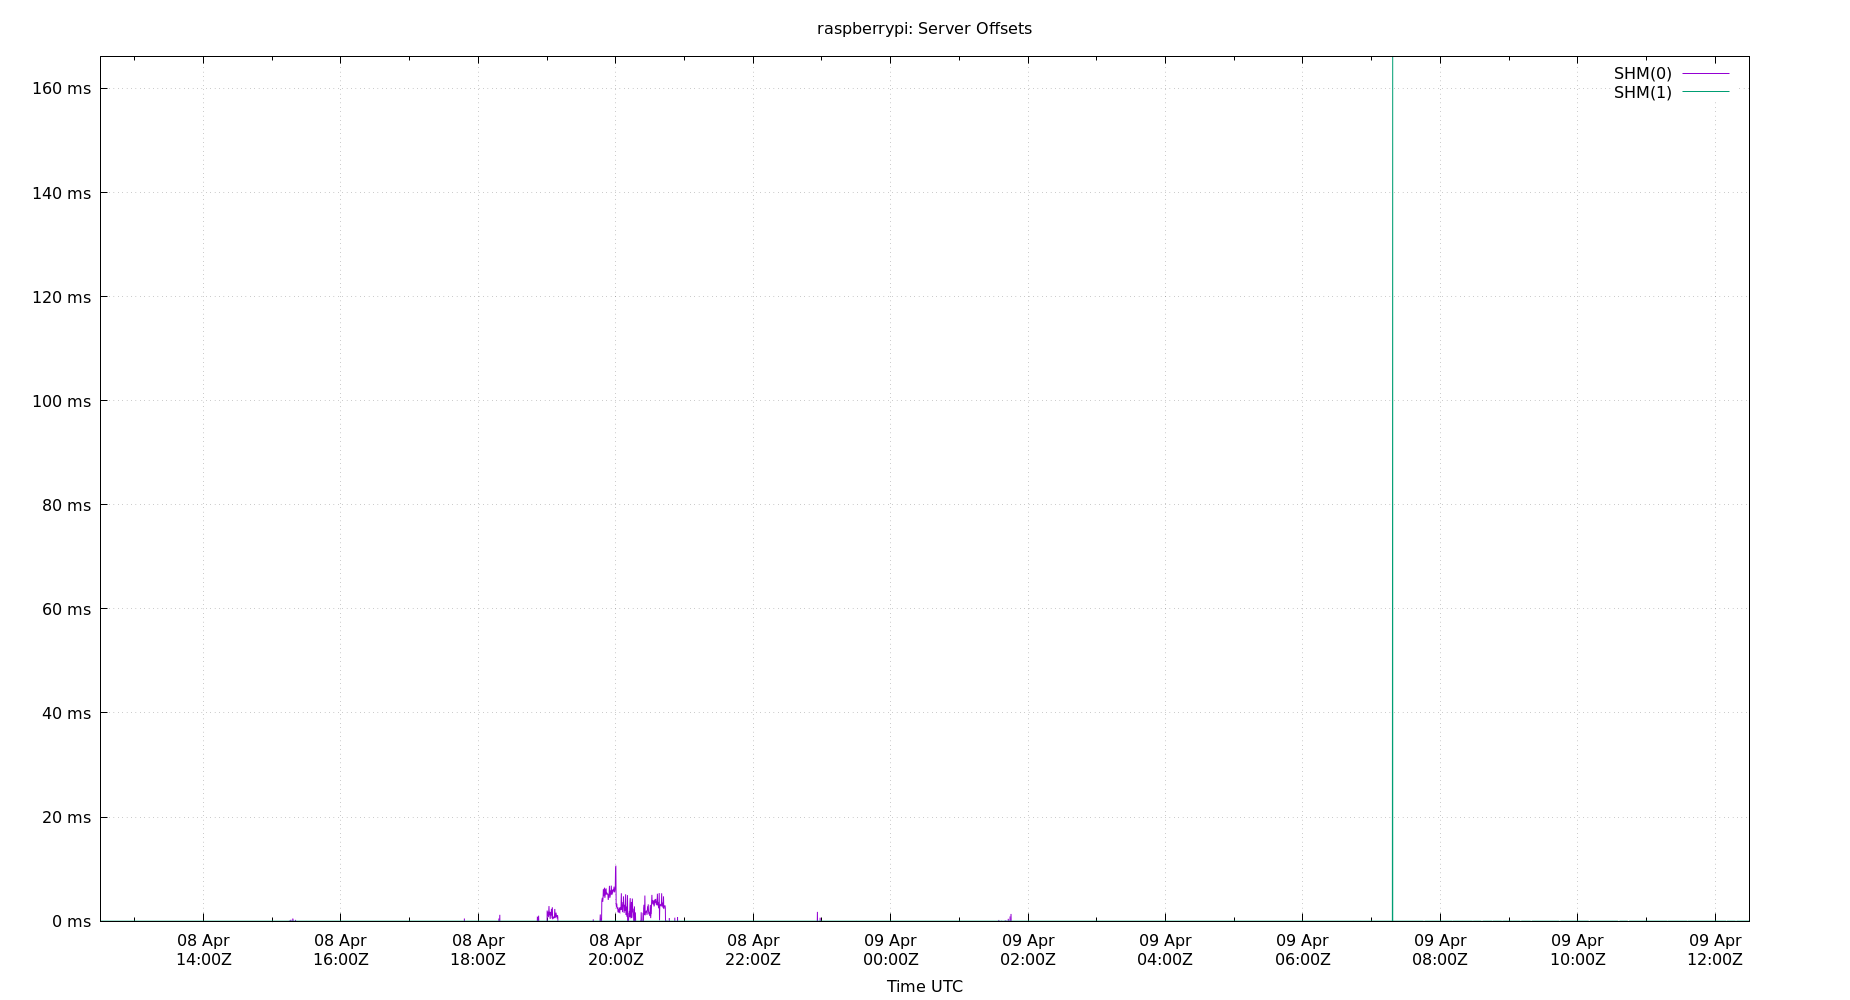 raspberrypi: Server Offsets
SHM(0)
SHM(1)
160 ms
140 ms
120 ms
100 ms
80 ms
60 ms
40 ms
20 ms
0 ms
08 Apr 08 Apr 08 Apr 08 Apr 08 Apr 09 Apr 09 Apr 09 Apr 09 Apr 09 Apr 09 Apr 09 Apr
14:00Z 16:00Z 18:00Z 20:00Z 22:00Z 00:00Z 02:00Z 04:00Z 06:00Z 08:00Z 10:00Z 12:00Z
Time UTC